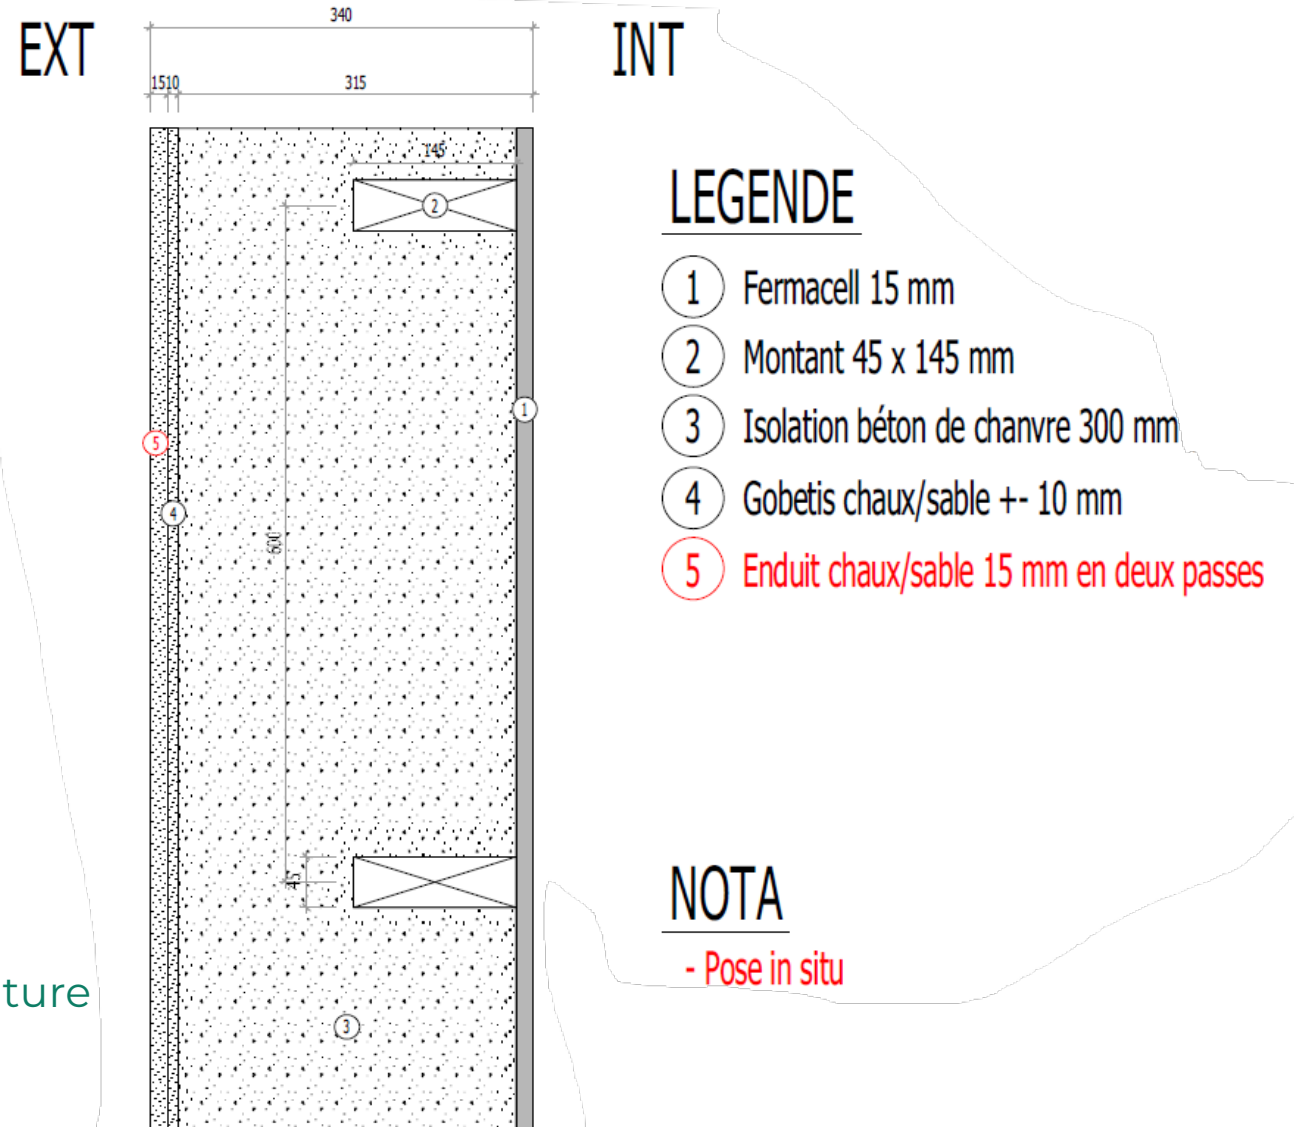 340
EXT
INT
1510
315
145
LEGENDE
2
1 Fermacell 15 mm
2 Montant 45 x 145 mm
1
3 Isolation béton de chanvre 300 mm
5
4
4 Gobetis chaux/sable +- 10 mm
600
5 Enduit chaux/sable 15 mm en deux passes
45
NOTA
- Pose in situ
ture
3